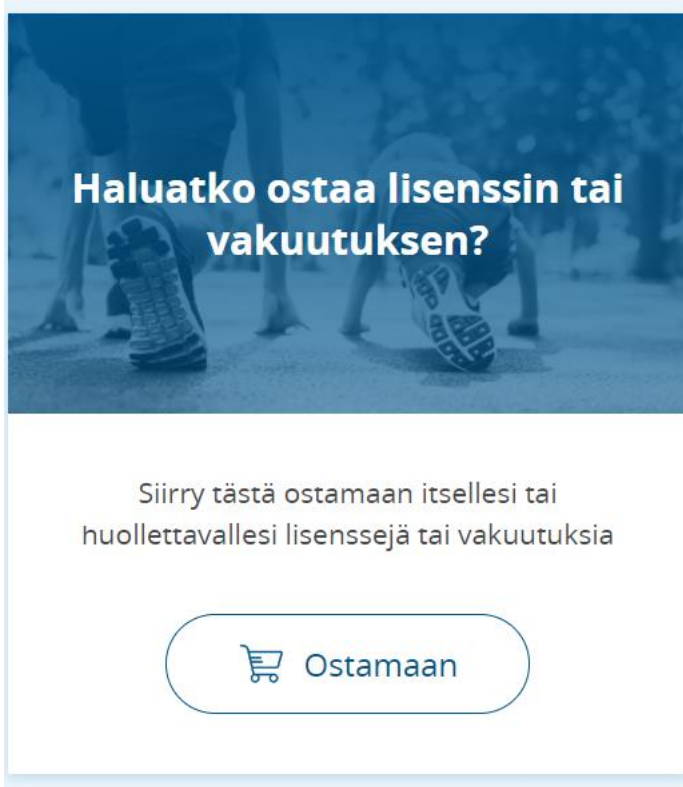 Haluatko ostaa lisenssin tai
vakuutuksen?
Siirry tästä ostamaan itsellesi tai
huollettavallesi lisenssejä tai vakuutuksia
Ostamaan